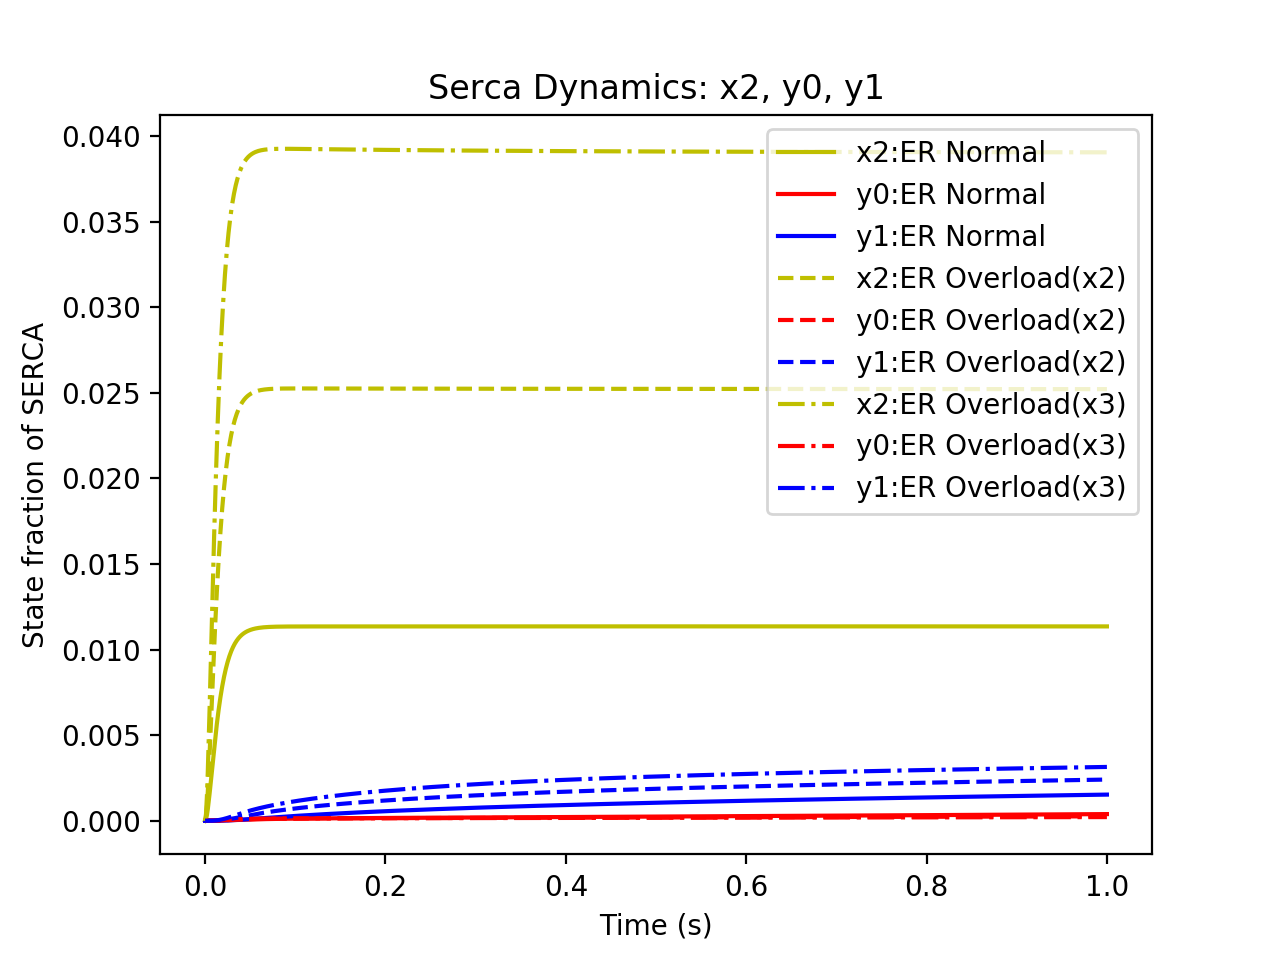 Serca Dynamics: x2, y0, y1
0.040
0.035
0.030
0.025
0.020
0.015
0.010
0.005
0.000
State fraction of SERCA
x2:ER Normal
y0:ER Normal
y1:ER Normal
x2:ER Overload(x2)
y0:ER Overload(x2)
y1:ER Overload(x2)
x2:ER Overload(x3)
y0:ER Overload(x3)
y1:ER Overload(x3)
0.0 0.2 0.4 0.6 0.8 1.0
Time (s)